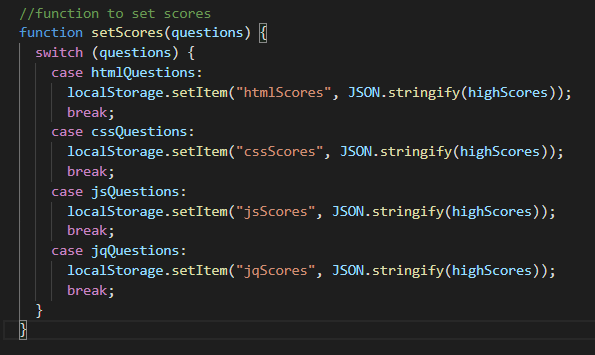 //function to set scores
function setScores(questions) {
  switch (questions) {
    case htmlQuestions:
      localStorage.setItem("htmlScores", JSON.stringify(highScores));
      break;
    case cssQuestions:
      localStorage.setItem("cssScores", JSON.stringify(highScores));
      break;
    case jsQuestions:
      localStorage.setItem("jsScores", JSON.stringify(highScores));
      break;
    case jqQuestions:
      localStorage.setItem("jqScores", JSON.stringify(highScores));
      break;
  }
}